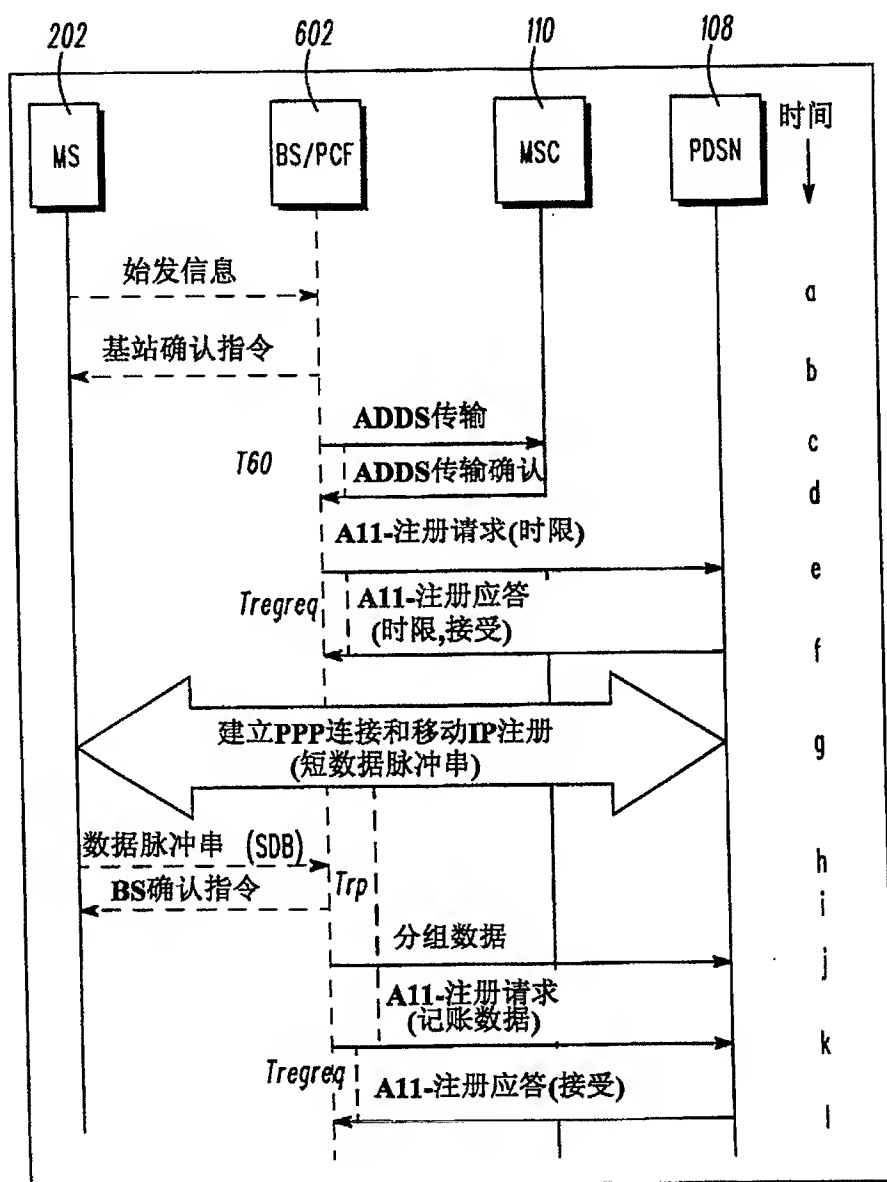 202
602
110
108
MS
BS/PCF
MSC
PDSN
时间
始发信息
a
基站确认指令
b
ADDS传输
c
T60
ADDS传输确认
d
A11-注册请求(时限)
e
Tregreq
A11-注册应答
(时限,接受)
f
建立PPP连接和移动IP注册
(短数据脉冲串)
g
数据脉冲串 (SDB)
h
Trp
BS确认指令
i
分组数据
j
A11-注册请求
(记账数据)
k
Tregreq
A11-注册应答(接受)
l